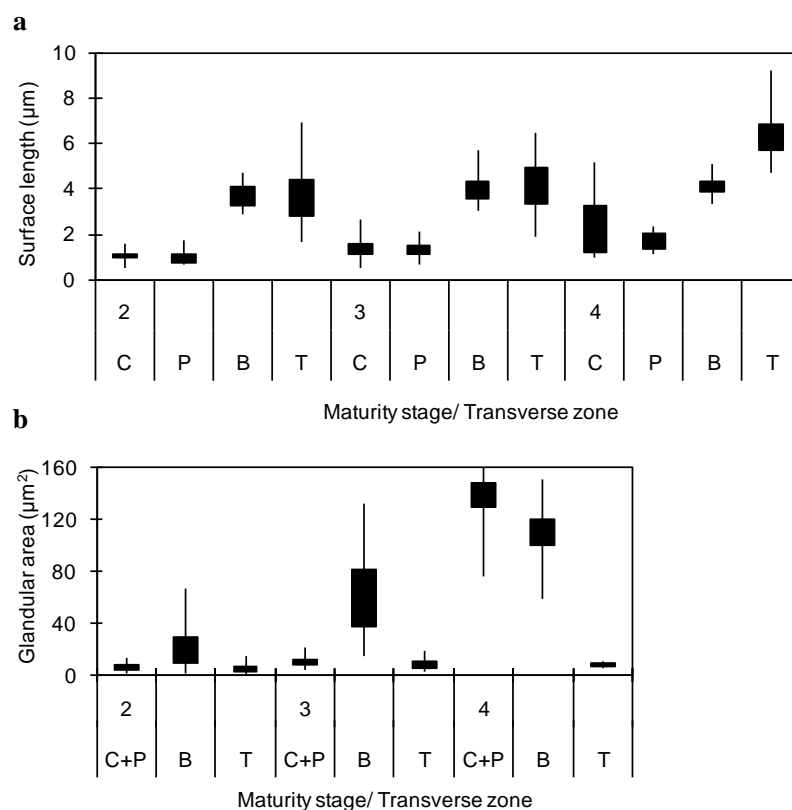 a
10
8
6
4
2
0
Surface length (µm)
2 3 4
C P B T C P B T C P B T
Maturity stage/ Transverse zone
b
160
120
80
40
0
Glandular area (µm²)
2 3 4
C+P B T C+P B T C+P B T
Maturity stage/ Transverse zone